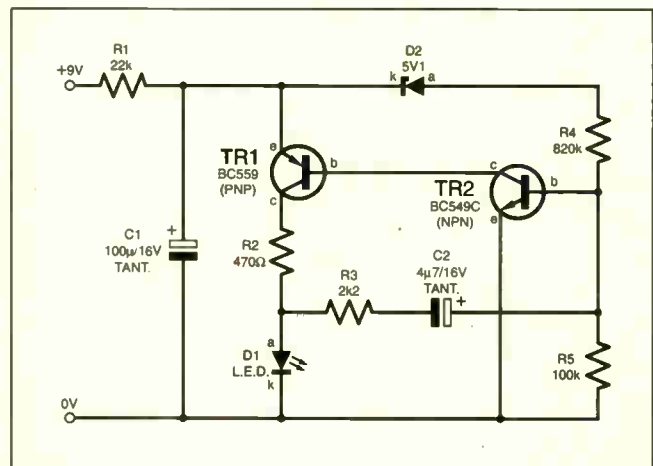 +9V
R1
22k
D2
5V1
k
a
e
TR1
BC559
(PNP)
b
c
c
TR2
BC549C
(NPN)
b
e
R4
820k
C1
100µ/16V
TANT.
+
R2
470Ω
R3
2k2
C2
4µ7/16V
TANT.
+
a
D1
L.E.D.
k
R5
100k
0V